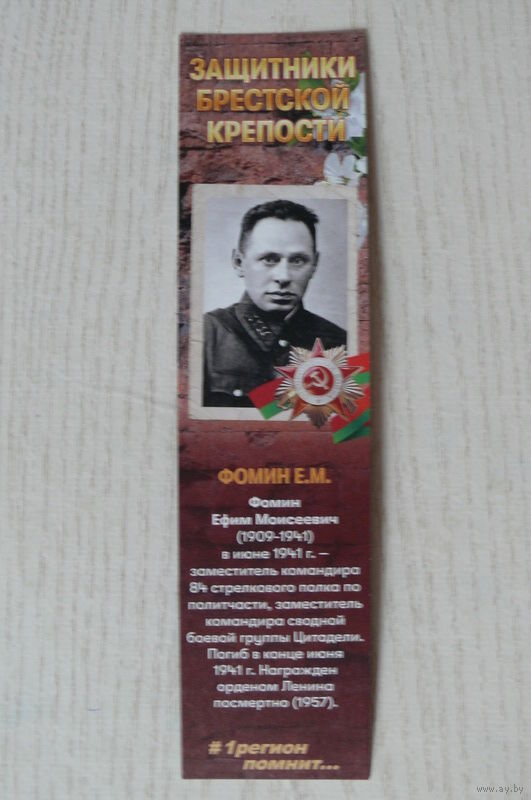 ЗАЩИТНИКИ
БРЕСТСКОЙ
КРЕПОСТИ
ФОМИН Е.М.
Фомин
Ефим Моисеевич
(1909-1941)
в июне 1941 г. –
заместитель командира
84 стрелкового полка по
политчасти, заместитель
командира сводной
боевой группы Цитадели.
Погиб в конце июня
1941 г. Награжден
орденом Ленина
посмертно (1957).
#1регион
помнит...
www.ay.by